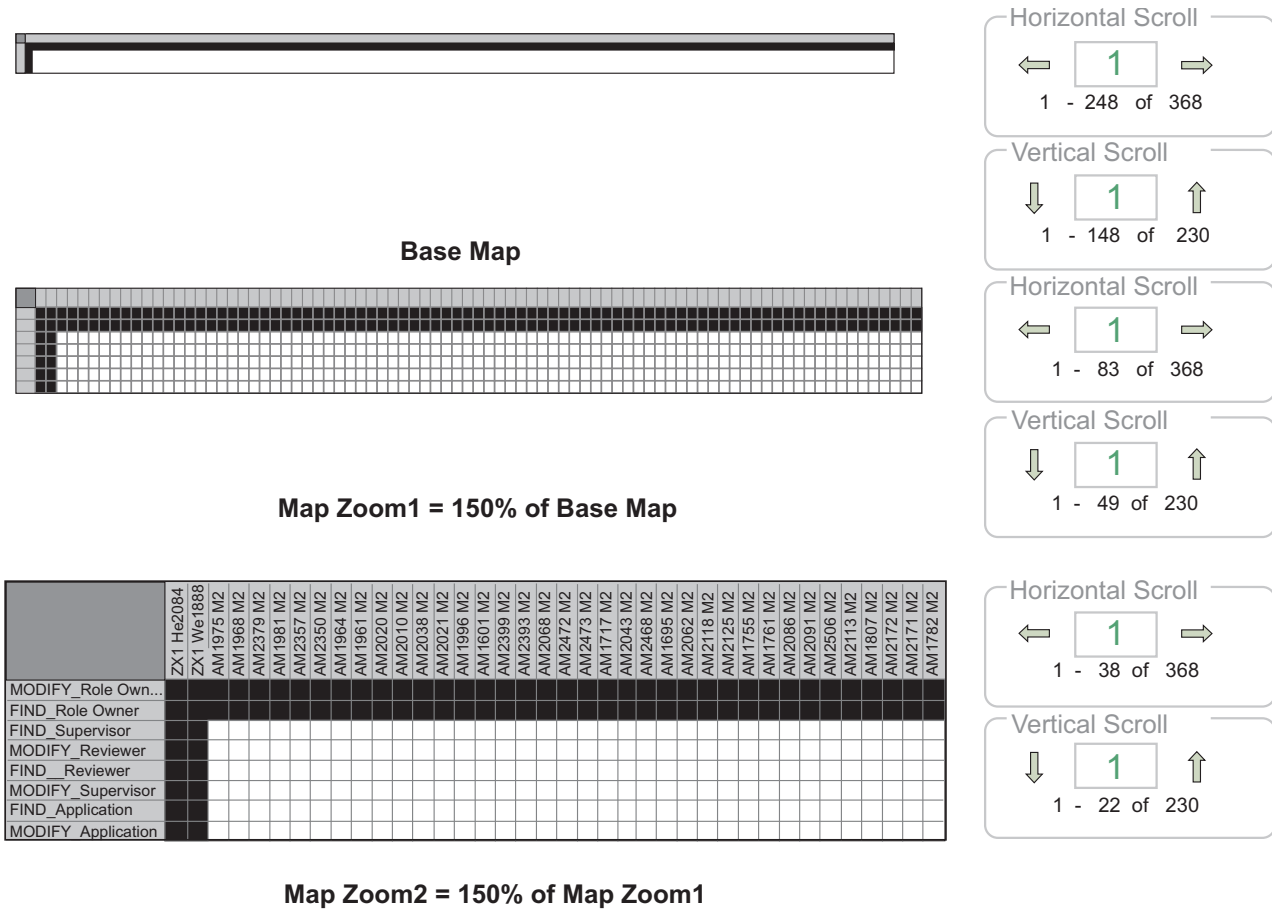 Horizontal Scroll
1
1 - 248 of 368
Vertical Scroll
1
1 - 148 of 230
Base Map
Horizontal Scroll
1
1 - 83 of 368
Vertical Scroll
1
1 - 49 of 230
Map Zoom1 = 150% of Base Map
ZX1 He2084
ZX1 We1888
AM1975 M2
AM1968 M2
AM2379 M2
AM1981 M2
AM2357 M2
AM2350 M2
AM1964 M2
AM1961 M2
AM2020 M2
AM2010 M2
AM2038 M2
AM2021 M2
AM1996 M2
AM1601 M2
AM2399 M2
AM2393 M2
AM2068 M2
AM2472 M2
AM2473 M2
AM1717 M2
AM2043 M2
AM2468 M2
AM1695 M2
AM2062 M2
AM2118 M2
AM2125 M2
AM1755 M2
AM1761 M2
AM2086 M2
AM2091 M2
AM2506 M2
AM2113 M2
AM1807 M2
AM2172 M2
AM2171 M2
AM1782 M2
MODIFY_Role Own...
FIND_Role Owner
FIND_Supervisor
MODIFY_Reviewer
FIND__Reviewer
MODIFY_Supervisor
FIND_Application
MODIFY_Application
Horizontal Scroll
1
1 - 38 of 368
Vertical Scroll
1
1 - 22 of 230
Map Zoom2 = 150% of Map Zoom1